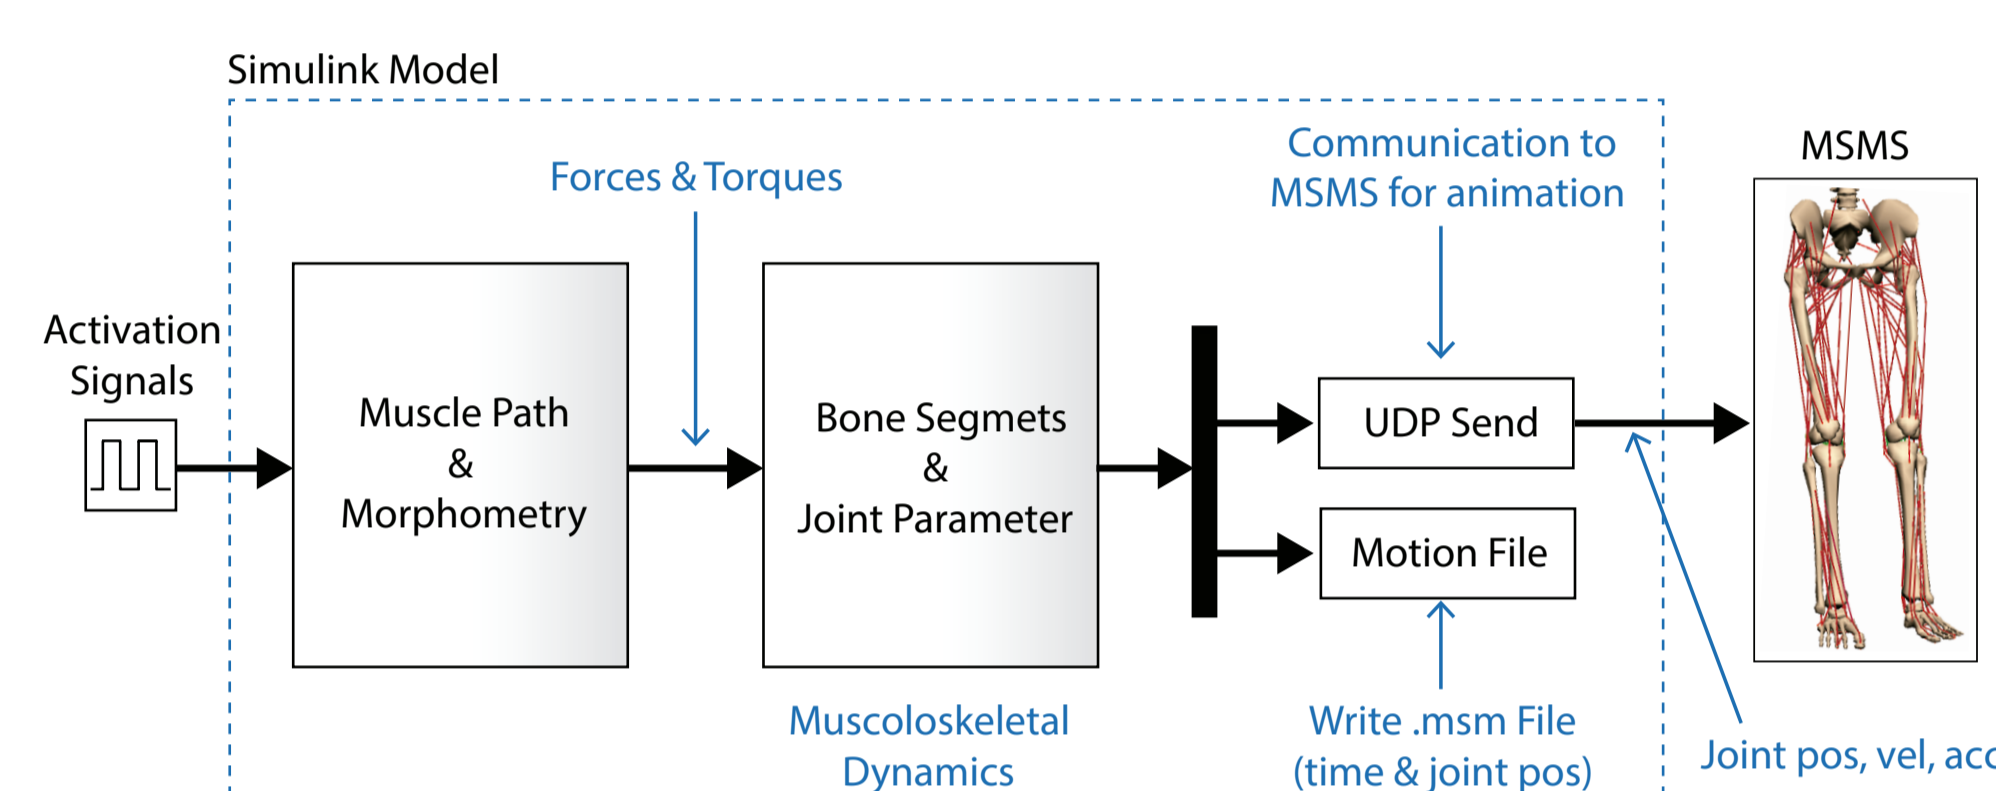 Simulink Model
Communication to
MSMS for animation
MSMS
Forces & Torques
Activation
Signals
Muscle Path
&
Morphometry
Bone Segmets
&
Joint Parameter
UDP Send
Motion File
Muscoloskeletal
Dynamics
Write .msm File
(time & joint pos)
Joint pos, vel, acc